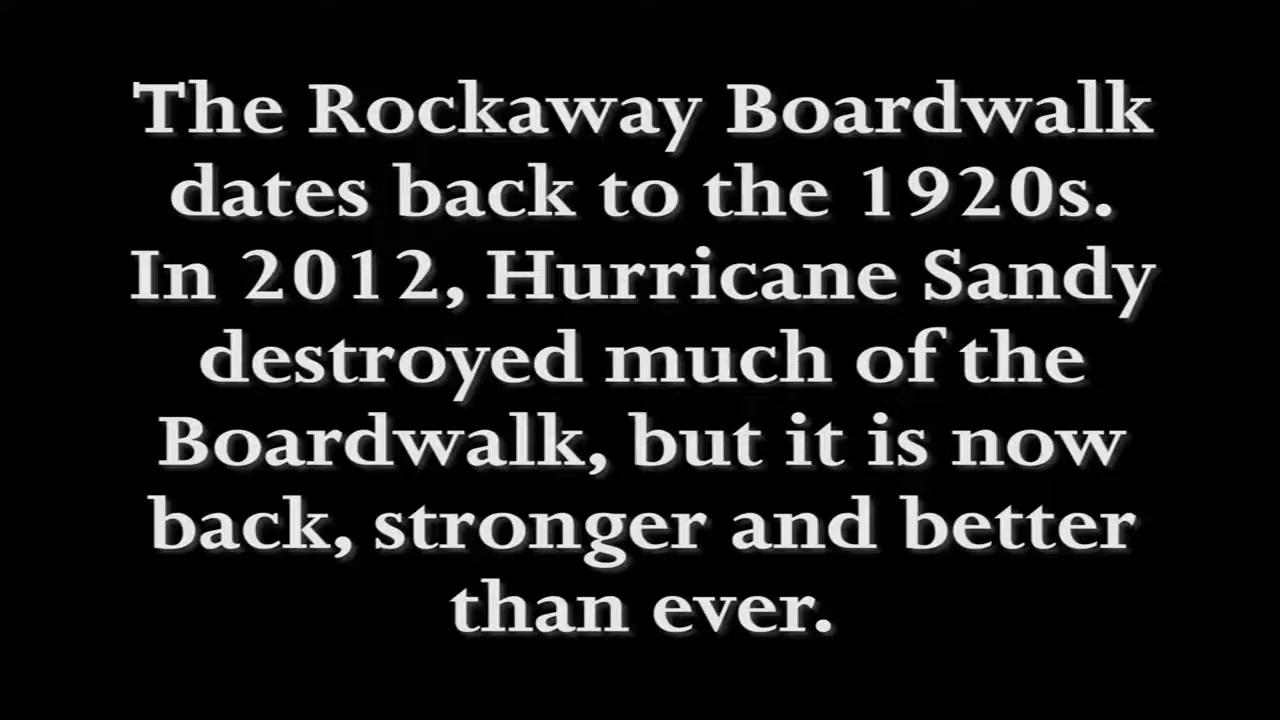 The Rockaway Boardwalk
dates back to the 1920s.
In 2012, Hurricane Sandy
destroyed much of the
Boardwalk, but it is now
back, stronger and better
than ever.